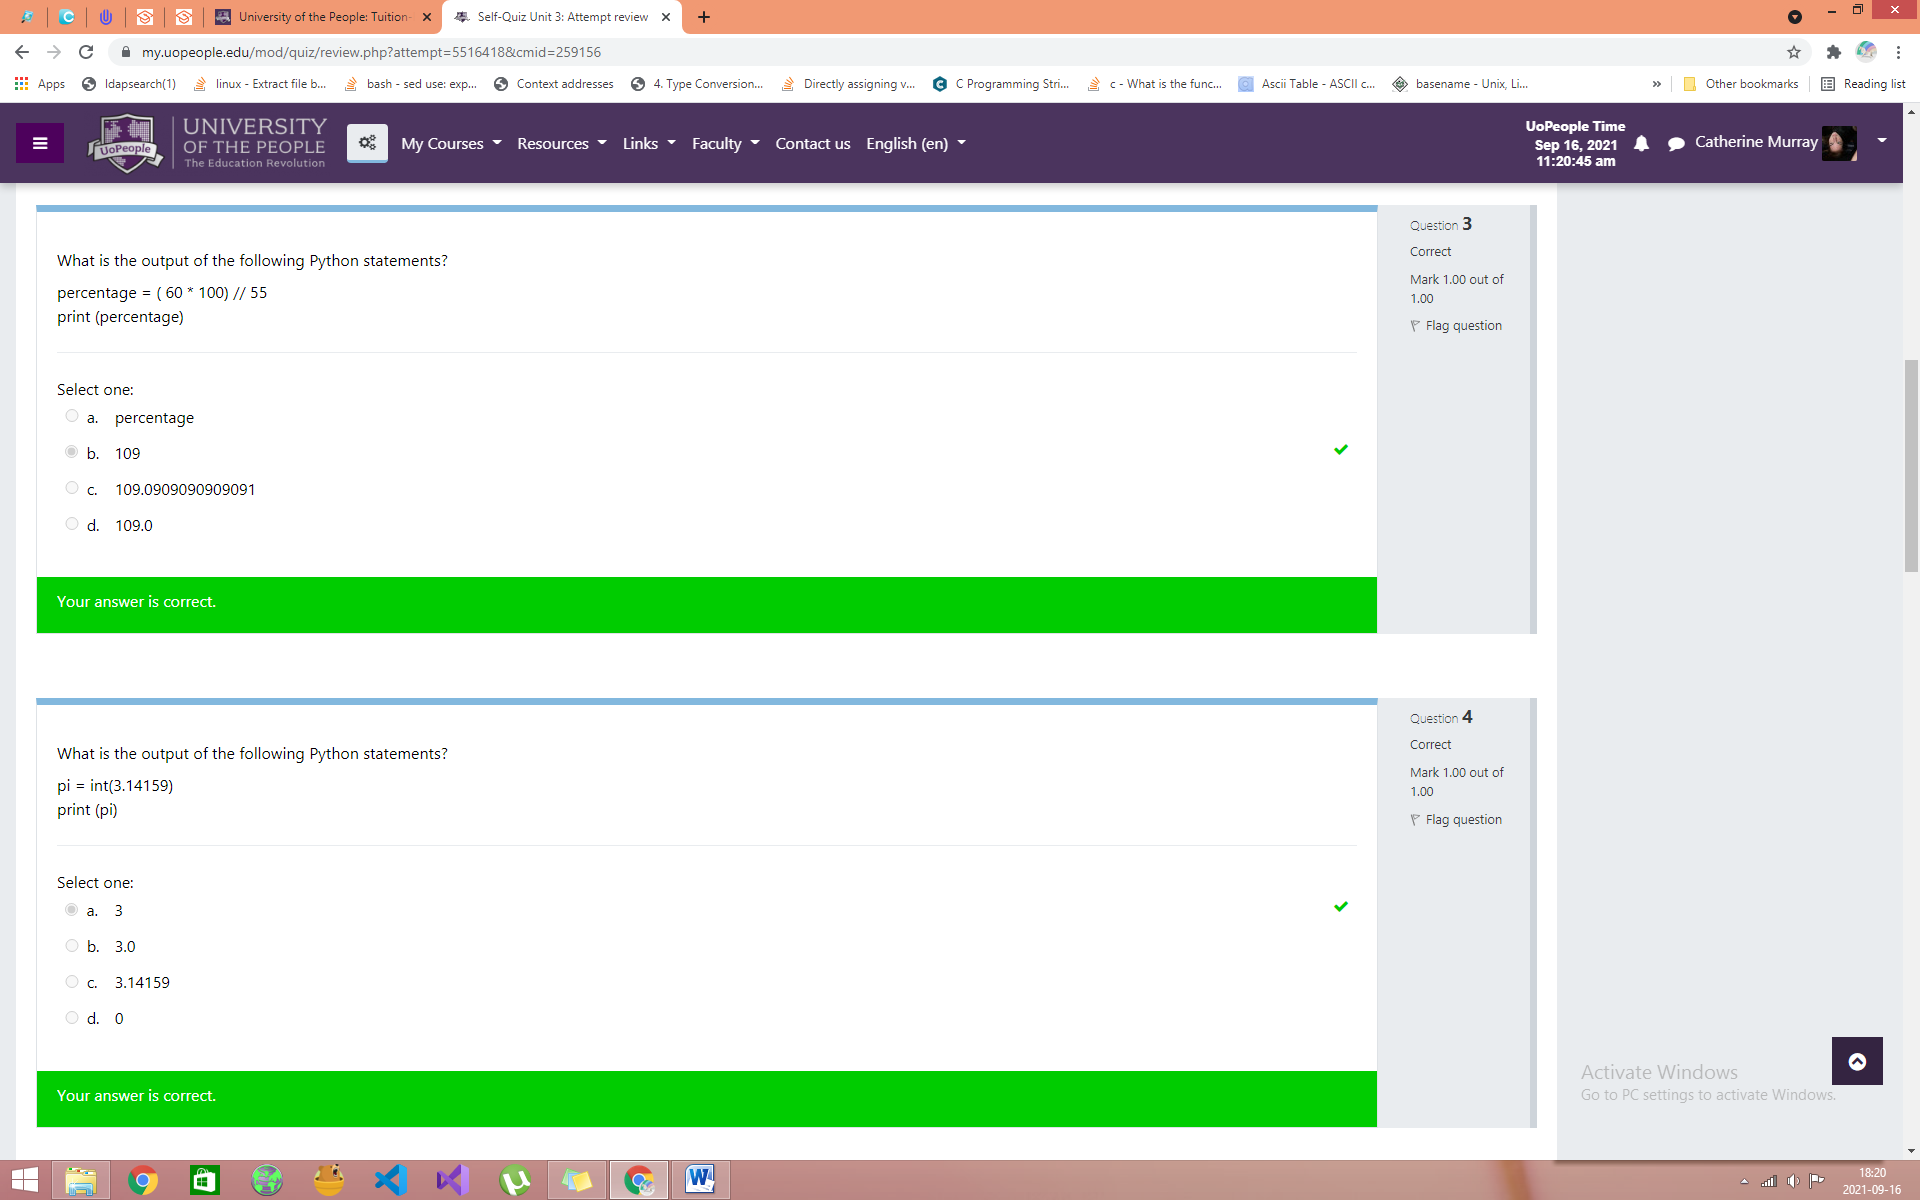 University of the People: Tuition-
Self-Quiz Unit 3: Attempt review
my.uopeople.edu/mod/quiz/review.php?attempt=5516418&cmid=259156
Apps
ldapsearch(1)
linux - Extract file b...
bash - sed use: exp...
Context addresses
4. Type Conversion...
Directly assigning v...
C Programming Stri...
c - What is the func...
Ascii Table - ASCII c...
basename - Unix, Li...
»
Other bookmarks
Reading list
UoPeople
UNIVERSITY
OF THE PEOPLE
The Education Revolution
My Courses
Resources
Links
Faculty
Contact us
English (en)
UoPeople Time
Sep 16, 2021
11:20:45 am
Catherine Murray
What is the output of the following Python statements?
percentage = ( 60 * 100) // 55
print (percentage)
Select one:
a. percentage
b. 109
c. 109.0909090909091
d. 109.0
Your answer is correct.
Question 3
Correct
Mark 1.00 out of
1.00
Flag question
What is the output of the following Python statements?
pi = int(3.14159)
print (pi)
Select one:
a. 3
b. 3.0
c. 3.14159
d. 0
Your answer is correct.
Question 4
Correct
Mark 1.00 out of
1.00
Flag question
Activate Windows
Go to PC settings to activate Windows.
18:20
2021-09-16